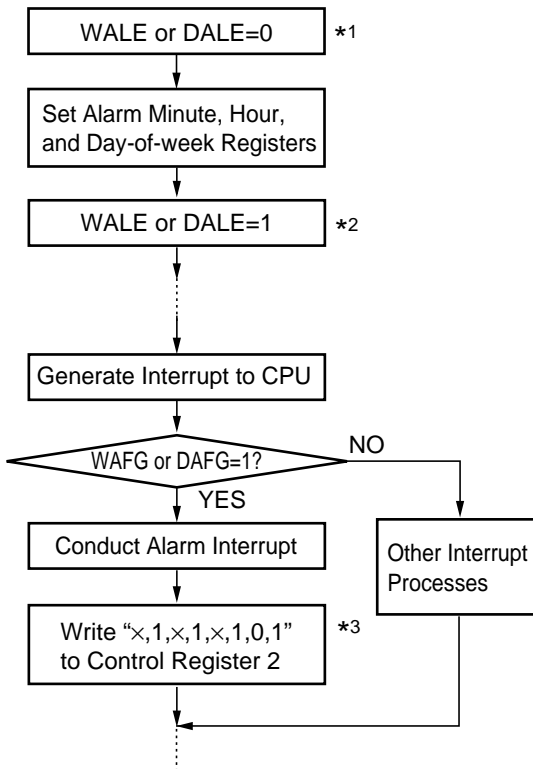 WALE or DALE=0
*1
Set Alarm Minute, Hour,
and Day-of-week Registers
WALE or DALE=1
*2
Generate Interrupt to CPU
WAFG or DAFG=1?
NO
YES
Conduct Alarm Interrupt
Other Interrupt
Processes
Write “×,1,×,1,×,1,0,1”
to Control Register 2
*3